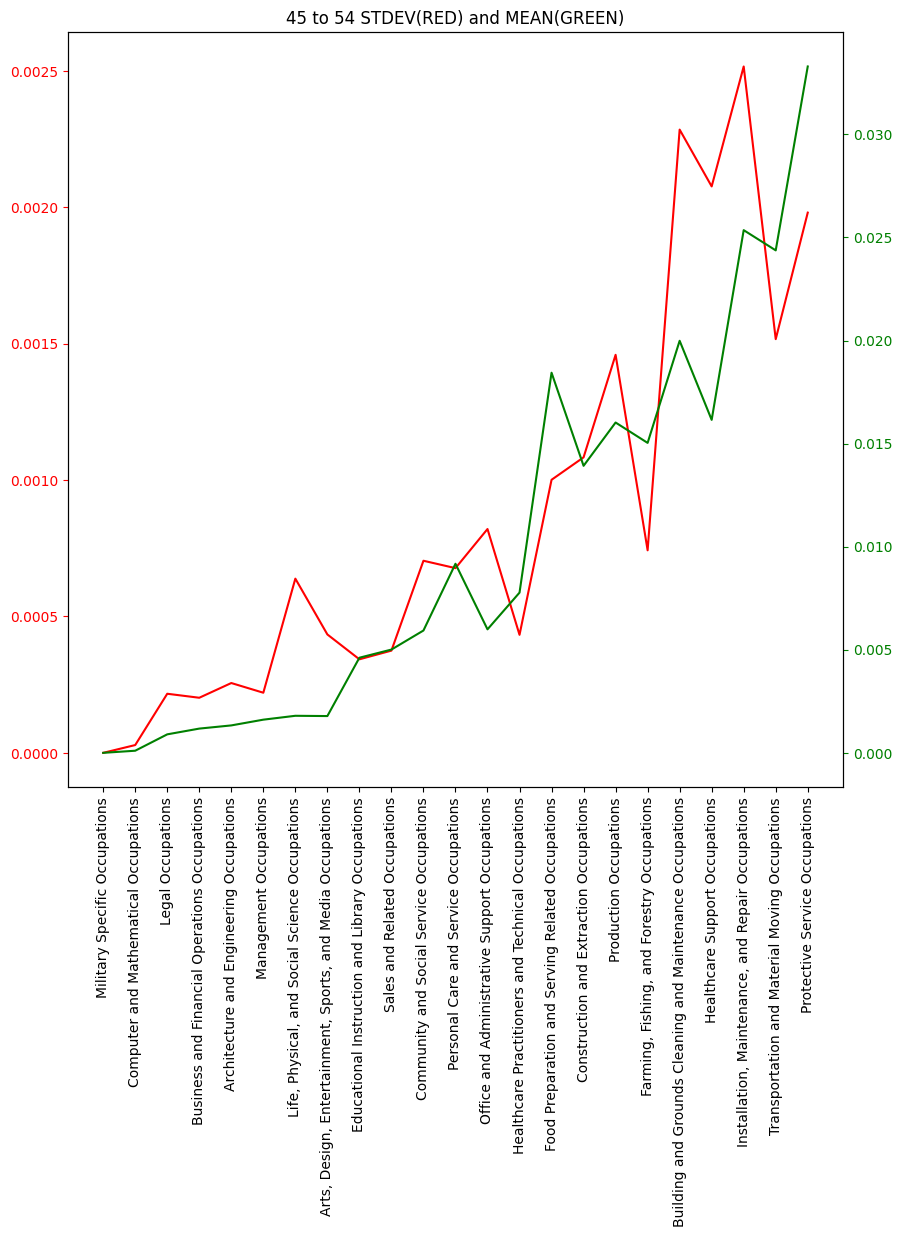 45 to 54 STDEV(RED) and MEAN(GREEN)
0.0025
0.0020
0.0015
0.0010
0.0005
0.0000
0.030
0.025
0.020
0.015
0.010
0.005
0.000
Military Specific Occupations
Computer and Mathematical Occupations
Legal Occupations
Business and Financial Operations Occupations
Architecture and Engineering Occupations
Management Occupations
Life, Physical, and Social Science Occupations
Arts, Design, Entertainment, Sports, and Media Occupations
Educational Instruction and Library Occupations
Sales and Related Occupations
Community and Social Service Occupations
Personal Care and Service Occupations
Office and Administrative Support Occupations
Healthcare Practitioners and Technical Occupations
Food Preparation and Serving Related Occupations
Construction and Extraction Occupations
Production Occupations
Farming, Fishing, and Forestry Occupations
Building and Grounds Cleaning and Maintenance Occupations
Healthcare Support Occupations
Installation, Maintenance, and Repair Occupations
Transportation and Material Moving Occupations
Protective Service Occupations